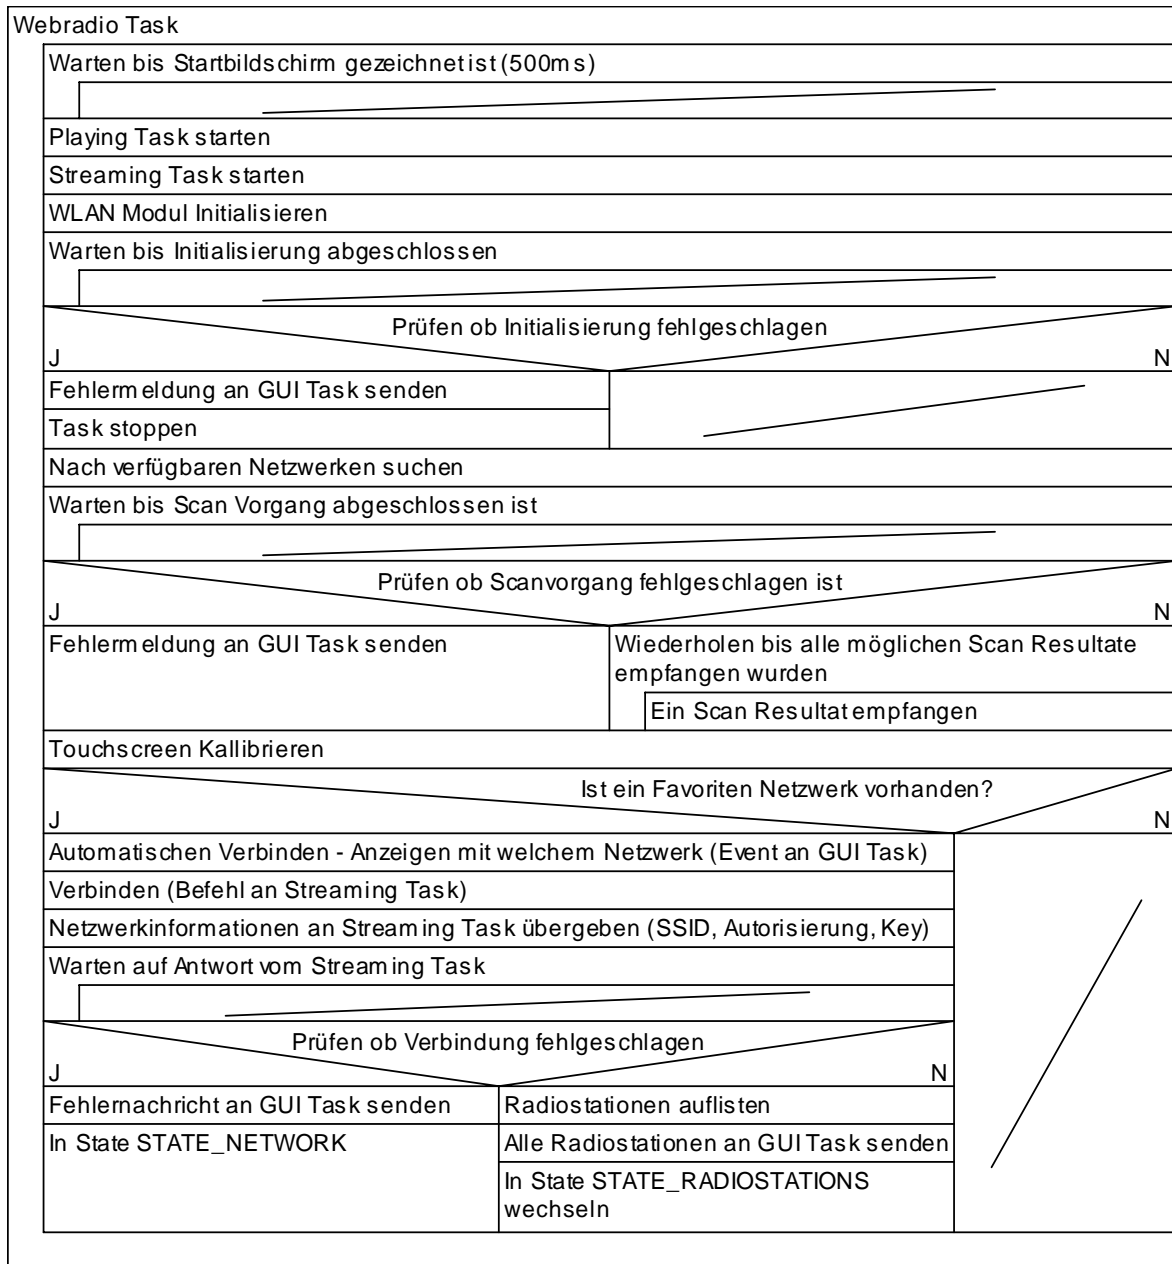 Webradio Task
Warten bis Startbildschirm gezeichnet ist (500ms)
Playing Task starten
Streaming Task starten
WLAN Modul Initialisieren
Warten bis Initialisierung abgeschlossen
Prüfen ob Initialisierung fehlgeschlagen
J
N
Fehlermeldung an GUI Task senden
Task stoppen
Nach verfügbaren Netzwerken suchen
Warten bis Scan Vorgang abgeschlossen ist
Prüfen ob Scanvorgang fehlgeschlagen ist
J
N
Fehlermeldung an GUI Task senden
Wiederholen bis alle möglichen Scan Resultate
empfangen wurden
Ein Scan Resultat empfangen
Touchscreen Kallibrieren
Ist ein Favoriten Netzwerk vorhanden?
J
N
Automatischen Verbinden - Anzeigen mit welchem Netzwerk (Event an GUI Task)
Verbinden (Befehl an Streaming Task)
Netzwerkinformationen an Streaming Task übergeben (SSID, Autorisierung, Key)
Warten auf Antwort vom Streaming Task
Prüfen ob Verbindung fehlgeschlagen
J
N
Fehlernachricht an GUI Task senden
In State STATE_NETWORK
Radiostationen auflisten
Alle Radiostationen an GUI Task senden
In State STATE_RADIOSTATIONS
wechseln